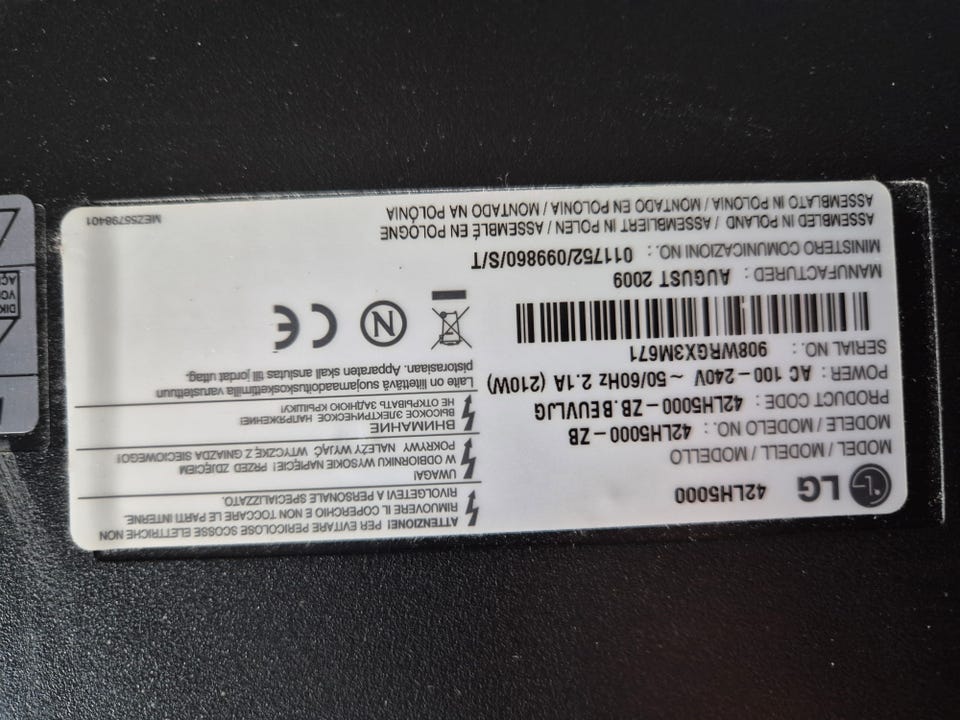 LG 42LH5000
MODEL / MODELL / MODELLO
MODELE / MODELO NO. : 42LH5000-ZB
PRODUCT CODE : 42LH5000-ZB.BEUVLJG
POWER : AC 100-240V ~ 50/60Hz 2.1A (210W)
SERIAL NO. : 908WRGX3M671
MANUFACTURED : AUGUST 2009
MINISTERO COMUNICAZIONI NO. : 011752/099860/S/T
ASSEMBLED IN POLAND / ASSEMBLIERT IN POLEN / ASSEMBLÉ EN POLOGNE
ASSEMBLATO IN POLONIA / MONTADO EN POLONIA / MONTADO NA POLÓNIA
ATTENZIONE! PER EVITARE PERICOLOSE SCOSSE ELETTRICHE NON
RIMUOVERE IL COPERCHIO E NON TOCCARE LE PARTI INTERNE.
RIVOLGETEVI A PERSONALE SPECIALIZZATO.
UWAGA!
W ODBIORNIKU WYSOKIE NAPIĘCIE! PRZED ZDJĘCIEM
POKRYWY NALEŻY WYJĄĆ WTYCZKĘ Z GNIAZDA SIECIOWEGO!
ВНИМАНИЕ
ВЫСОКОЕ ЭЛЕКТРИЧЕСКОЕ НАПРЯЖЕНИЕ!
НЕ ОТКРЫВАТЬ ЗАДНЮЮ КРЫШКУ!
Laite on liitettävä suojamaadoituskoskettimilla varustettuun
pistorasiaan. Apparaten skall anslutas till jordat uttag.
N CE
MEZ55798401